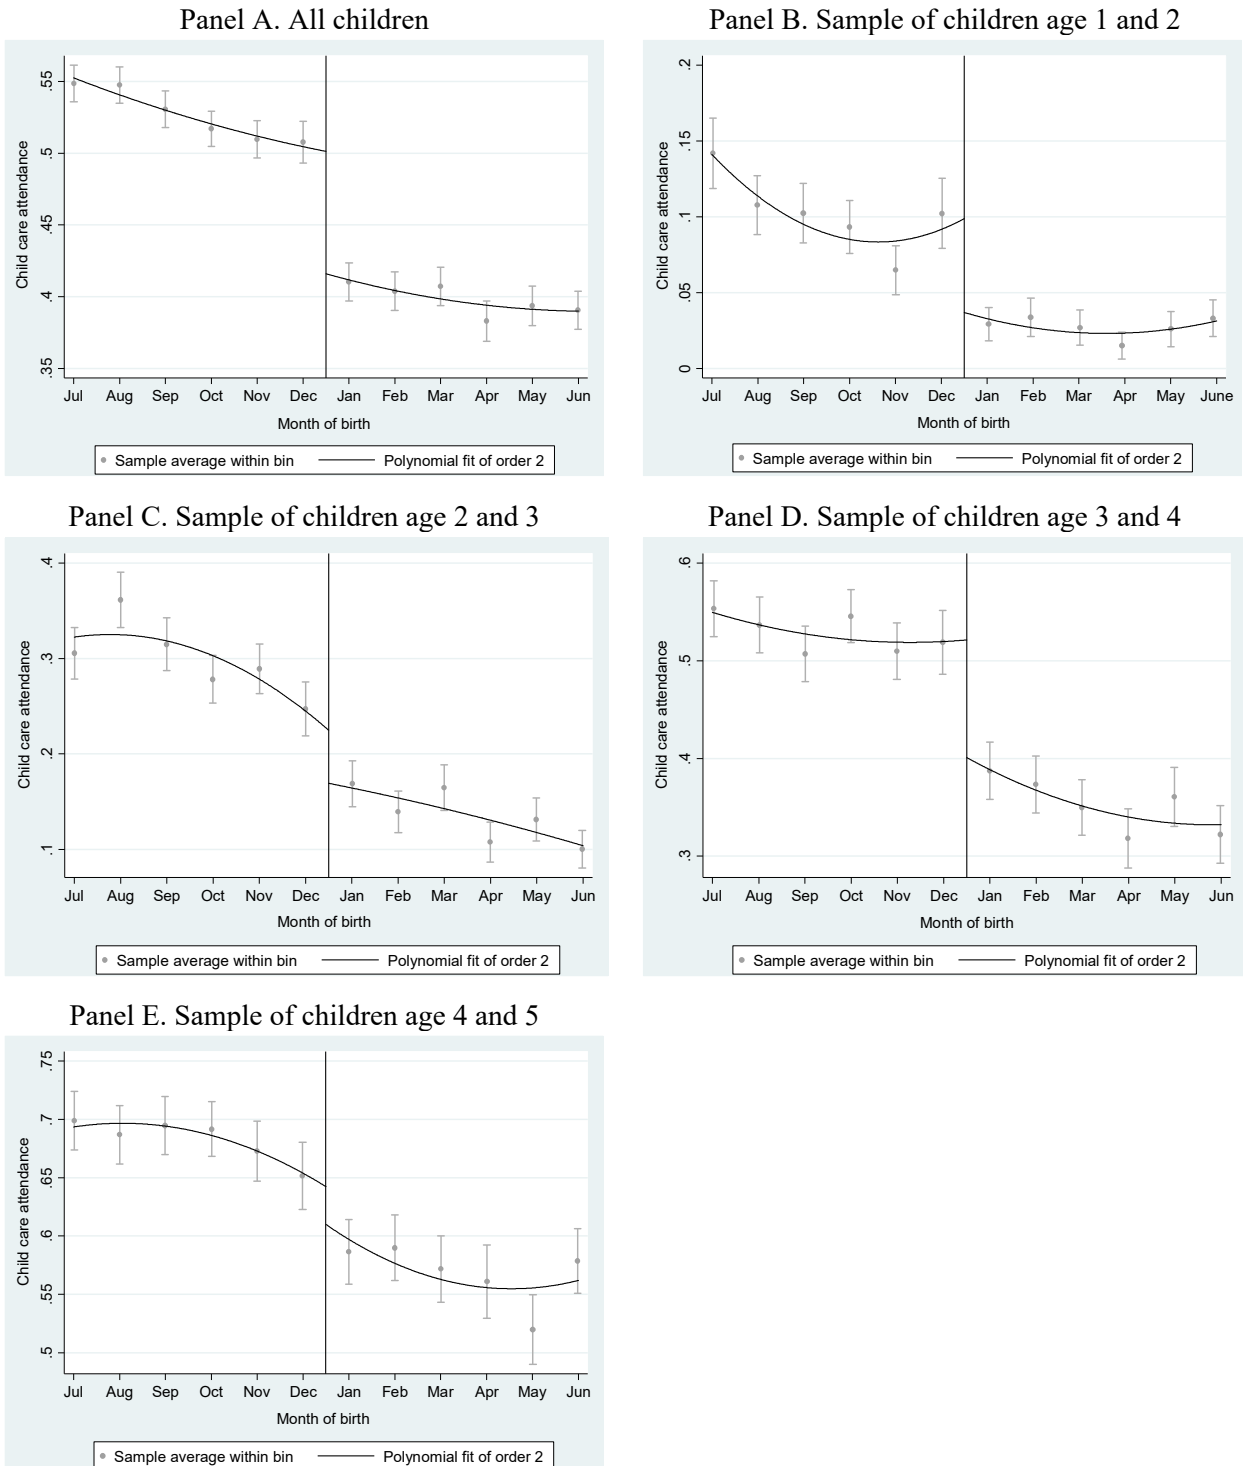 Panel A. All children
Child care attendance
.55
.5
.45
.4
.35
Jul Aug Sep Oct Nov Dec Jan Feb Mar Apr May Jun
Month of birth
Sample average within bin Polynomial fit of order 2
Panel B. Sample of children age 1 and 2
Child care attendance
.2
.15
.1
.05
0
Jul Aug Sep Oct Nov Dec Jan Feb Mar Apr May June
Month of birth
Sample average within bin Polynomial fit of order 2
Panel C. Sample of children age 2 and 3
Child care attendance
.4
.3
.2
.1
Jul Aug Sep Oct Nov Dec Jan Feb Mar Apr May Jun
Month of birth
Sample average within bin Polynomial fit of order 2
Panel D. Sample of children age 3 and 4
Child care attendance
.6
.5
.4
.3
Jul Aug Sep Oct Nov Dec Jan Feb Mar Apr May Jun
Month of birth
Sample average within bin Polynomial fit of order 2
Panel E. Sample of children age 4 and 5
Child care attendance
.75
.7
.65
.6
.55
.5
Jul Aug Sep Oct Nov Dec Jan Feb Mar Apr May Jun
Month of birth
Sample average within bin Polynomial fit of order 2